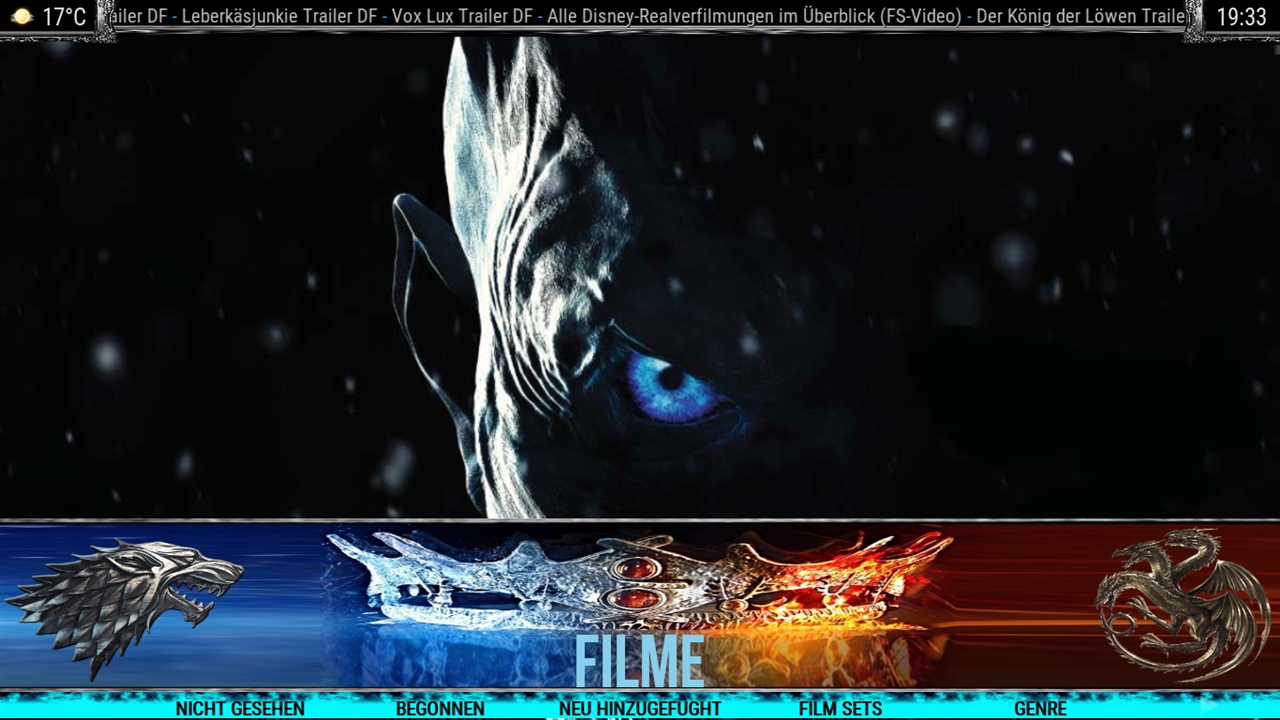 17°C
ailer DF - Leberkäsjunkie Trailer DF - Vox Lux Trailer DF - Alle Disney-Realverfilmungen im Überblick (FS-Video) - Der König der Löwen Traile
19:33
FILME
NICHT GESEHEN BEGONNEN NEU HINZUGEFÜGHT FILM SETS GENRE